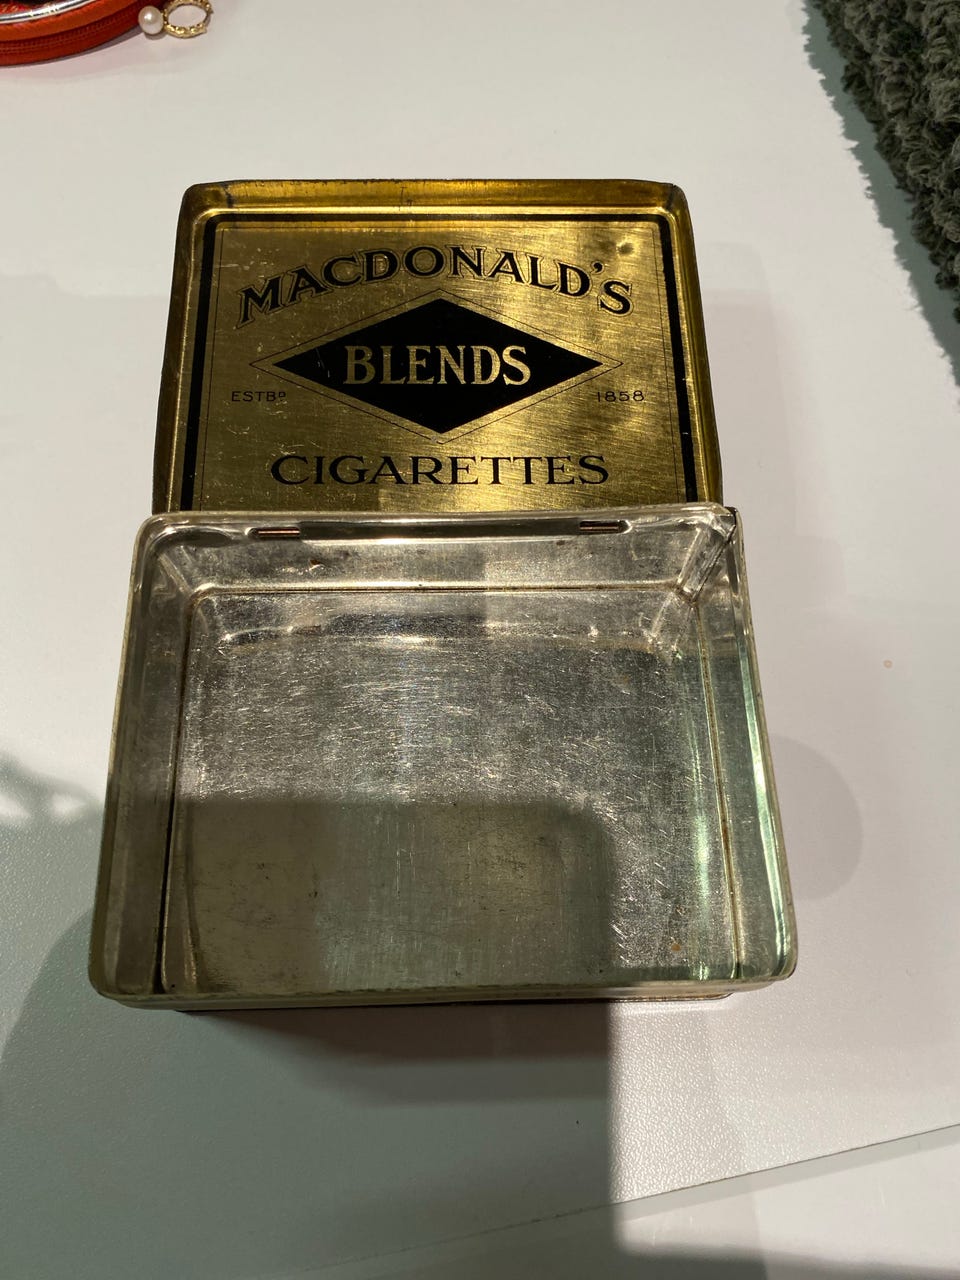 MACDONALD'S
BLENDS
ESTBD 1858
CIGARETTES